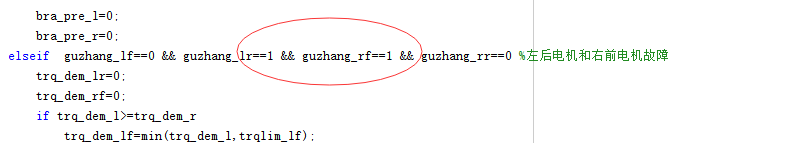 bra_pre_l=0;
bra_pre_r=0;
elseif guzhang_lf==0 && guzhang_lr==1 && guzhang_rf==1 && guzhang_rr==0 %左后电机和右前电机故障
trq_dem_lr=0;
trq_dem_rf=0;
if trq_dem_l>=trq_dem_r
trq_dem_lf=min(trq_dem_l,trqlim_lf);